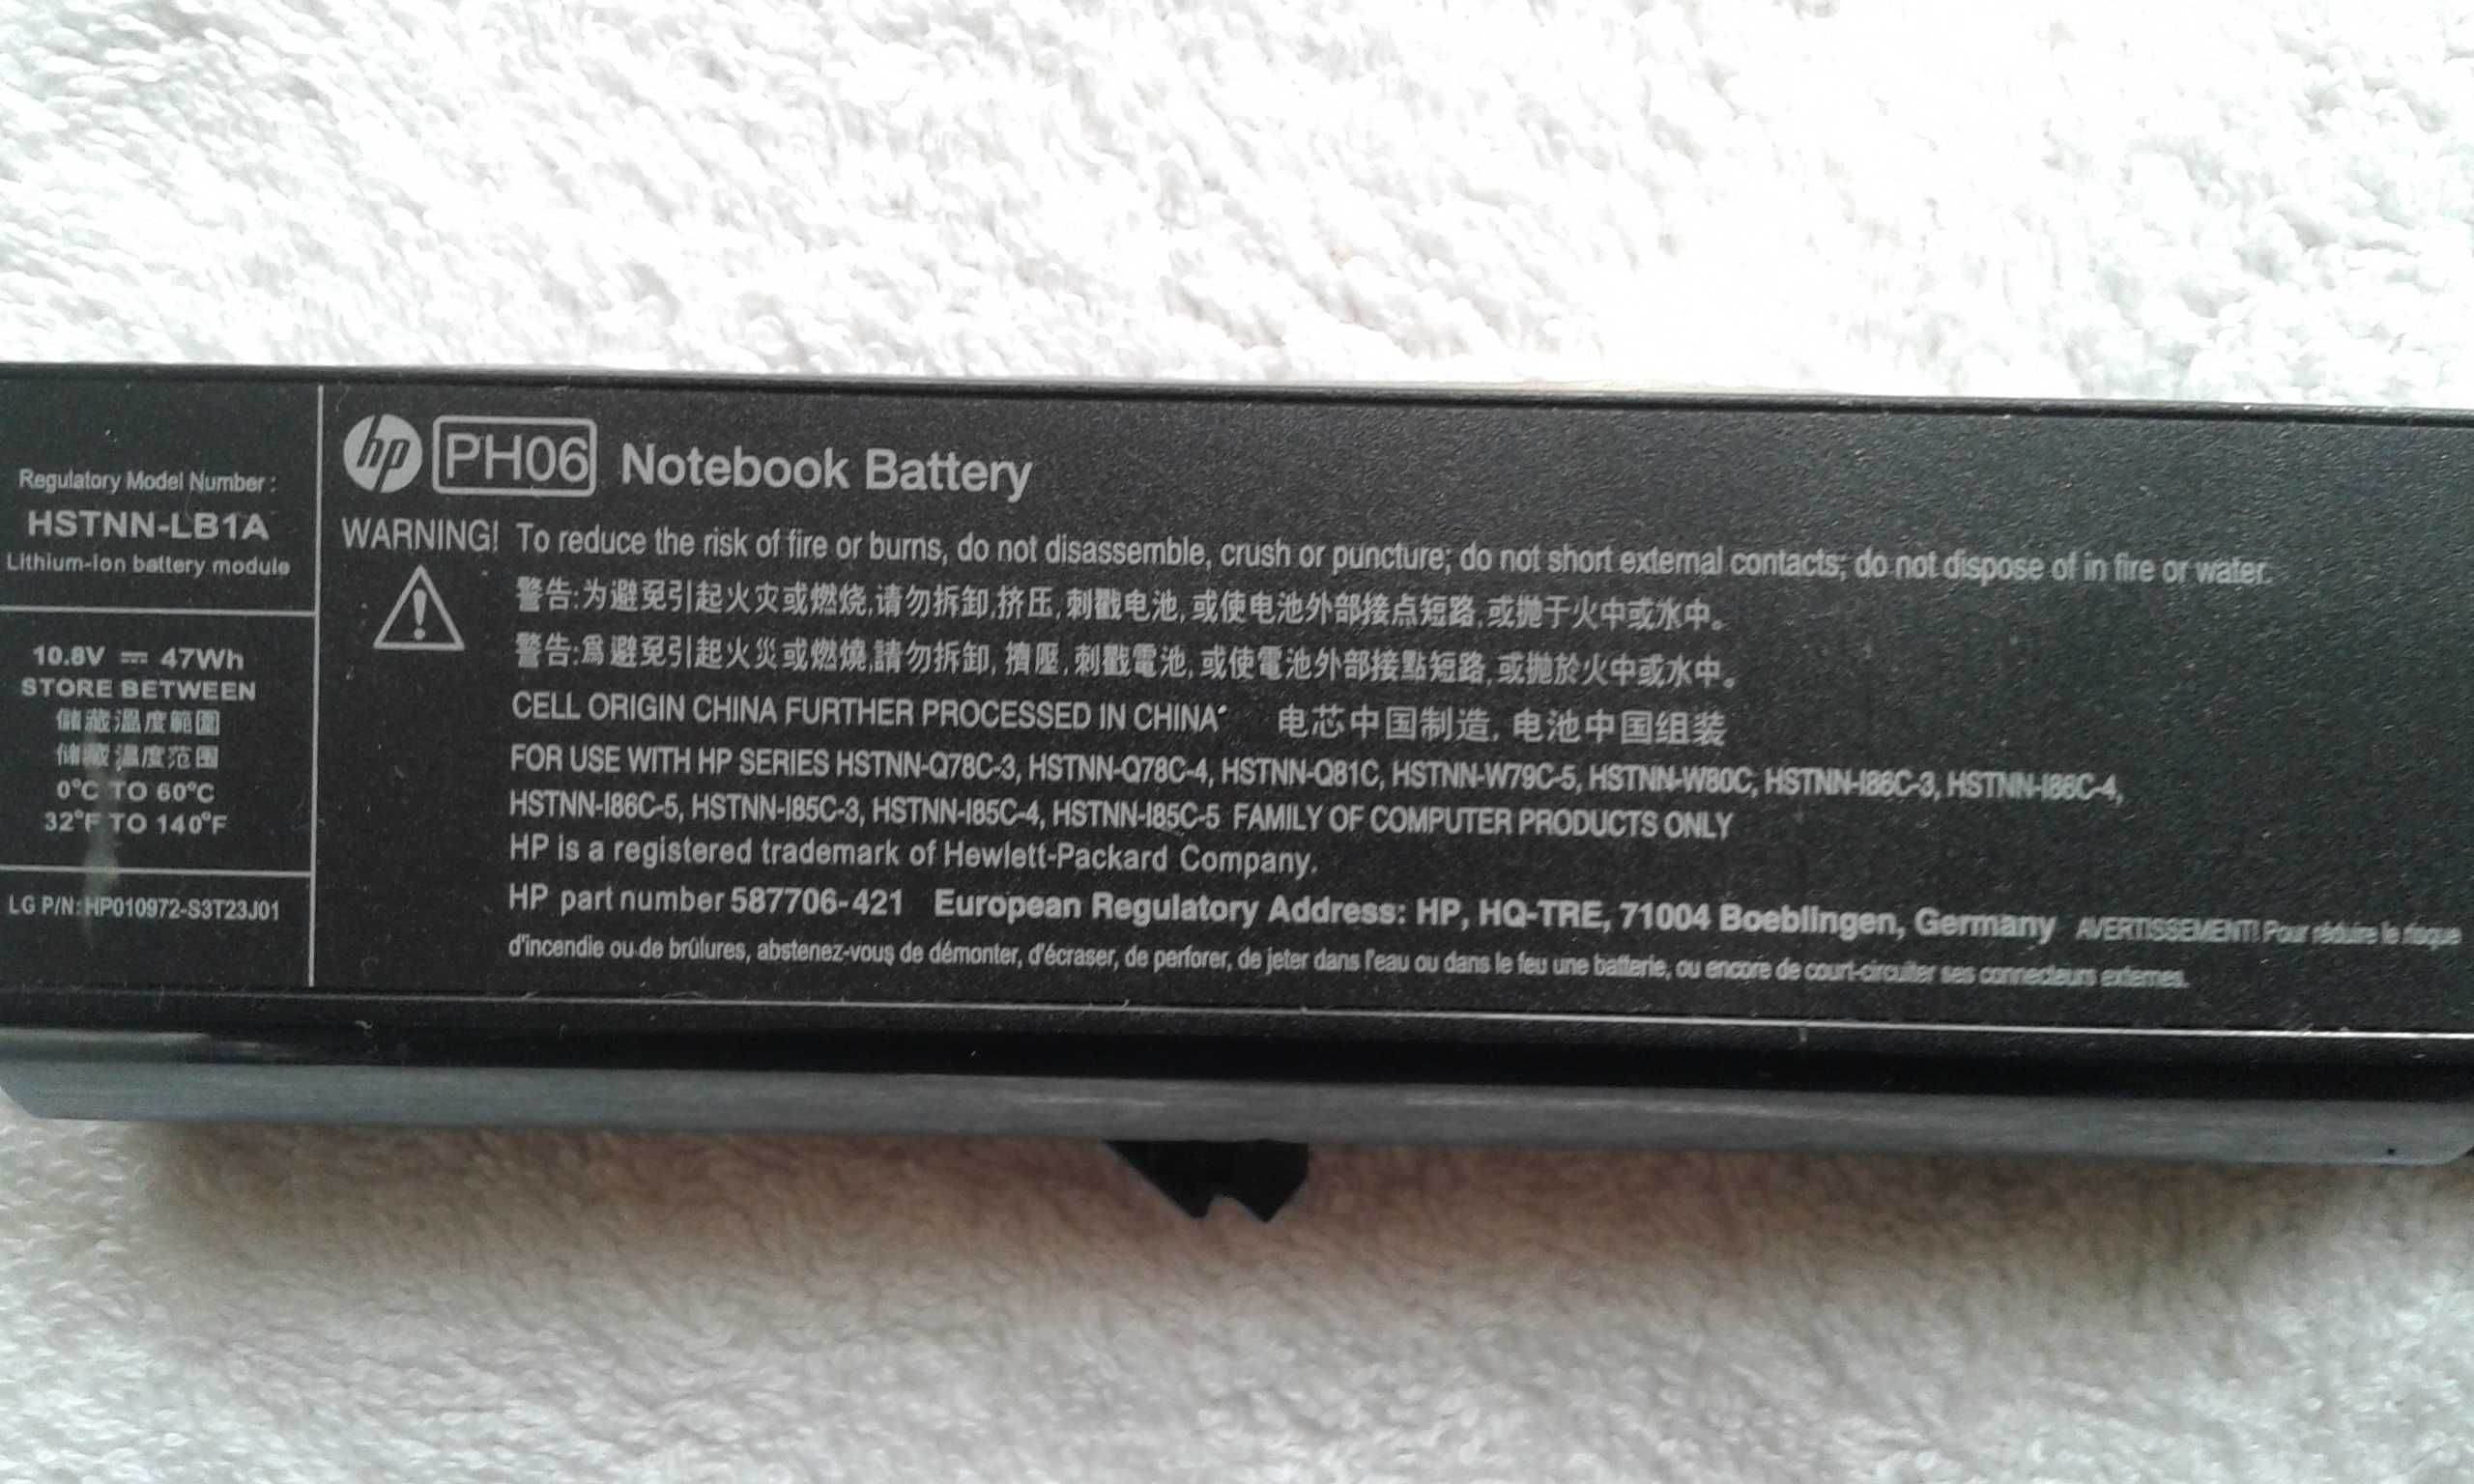 Regulatory Model Number :
HSTNN-LB1A
Lithium-ion battery module
10.8V ⎓ 47Wh
STORE BETWEEN
儲藏溫度範圍
储藏温度范围
0°C TO 60°C
32°F TO 140°F
LG P/N: HP010972-S3T23J01
hp PH06 Notebook Battery
WARNING! To reduce the risk of fire or burns, do not disassemble, crush or puncture; do not short external contacts; do not dispose of in fire or water.
警告:为避免引起火灾或燃烧,请勿拆卸,挤压,刺戳电池,或使电池外部接点短路,或抛于火中或水中。
警告:爲避免引起火災或燃燒,請勿拆卸,擠壓,刺戳電池,或使電池外部接點短路,或拋於火中或水中。
CELL ORIGIN CHINA FURTHER PROCESSED IN CHINA 电芯中国制造, 电池中国组装
FOR USE WITH HP SERIES HSTNN-Q78C-3, HSTNN-Q78C-4, HSTNN-Q81C, HSTNN-W79C-5, HSTNN-W80C, HSTNN-I86C-3, HSTNN-I86C-4,
HSTNN-I86C-5, HSTNN-I85C-3, HSTNN-I85C-4, HSTNN-I85C-5 FAMILY OF COMPUTER PRODUCTS ONLY
HP is a registered trademark of Hewlett-Packard Company.
HP part number 587706-421 European Regulatory Address: HP, HQ-TRE, 71004 Boeblingen, Germany AVERTISSEMENT! Pour réduire le risque
d'incendie ou de brûlures, abstenez-vous de démonter, d'écraser, de perforer, de jeter dans l'eau ou dans le feu une batterie, ou encore de court-circuiter ses connecteurs externes.